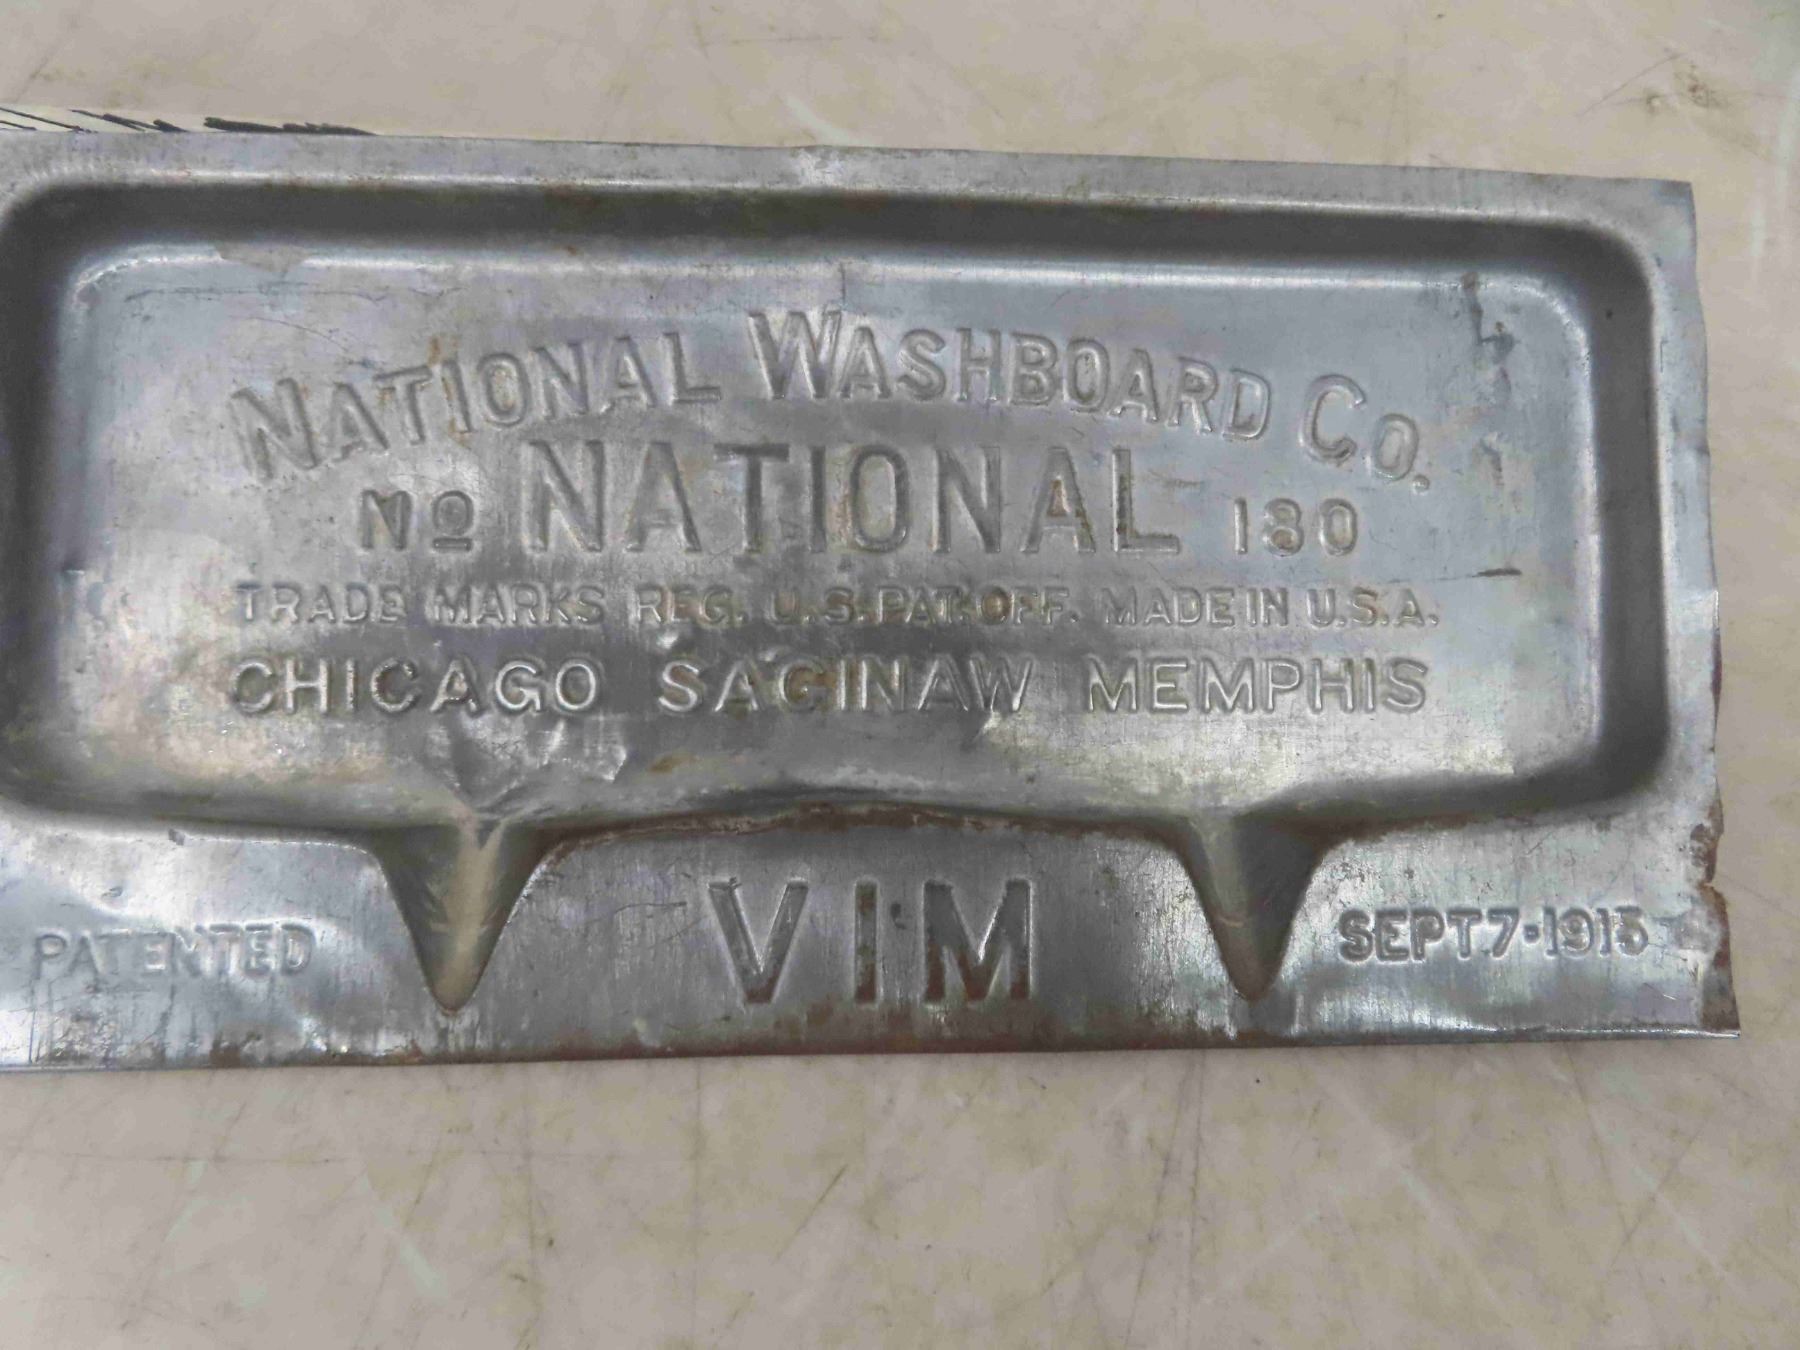 NATIONAL WASHBOARD CO.
No NATIONAL 180
TRADE MARKS REG. U.S. PAT. OFF. MADE IN U.S.A.
CHICAGO SAGINAW MEMPHIS
PATENTED VIM SEPT. 7-1915